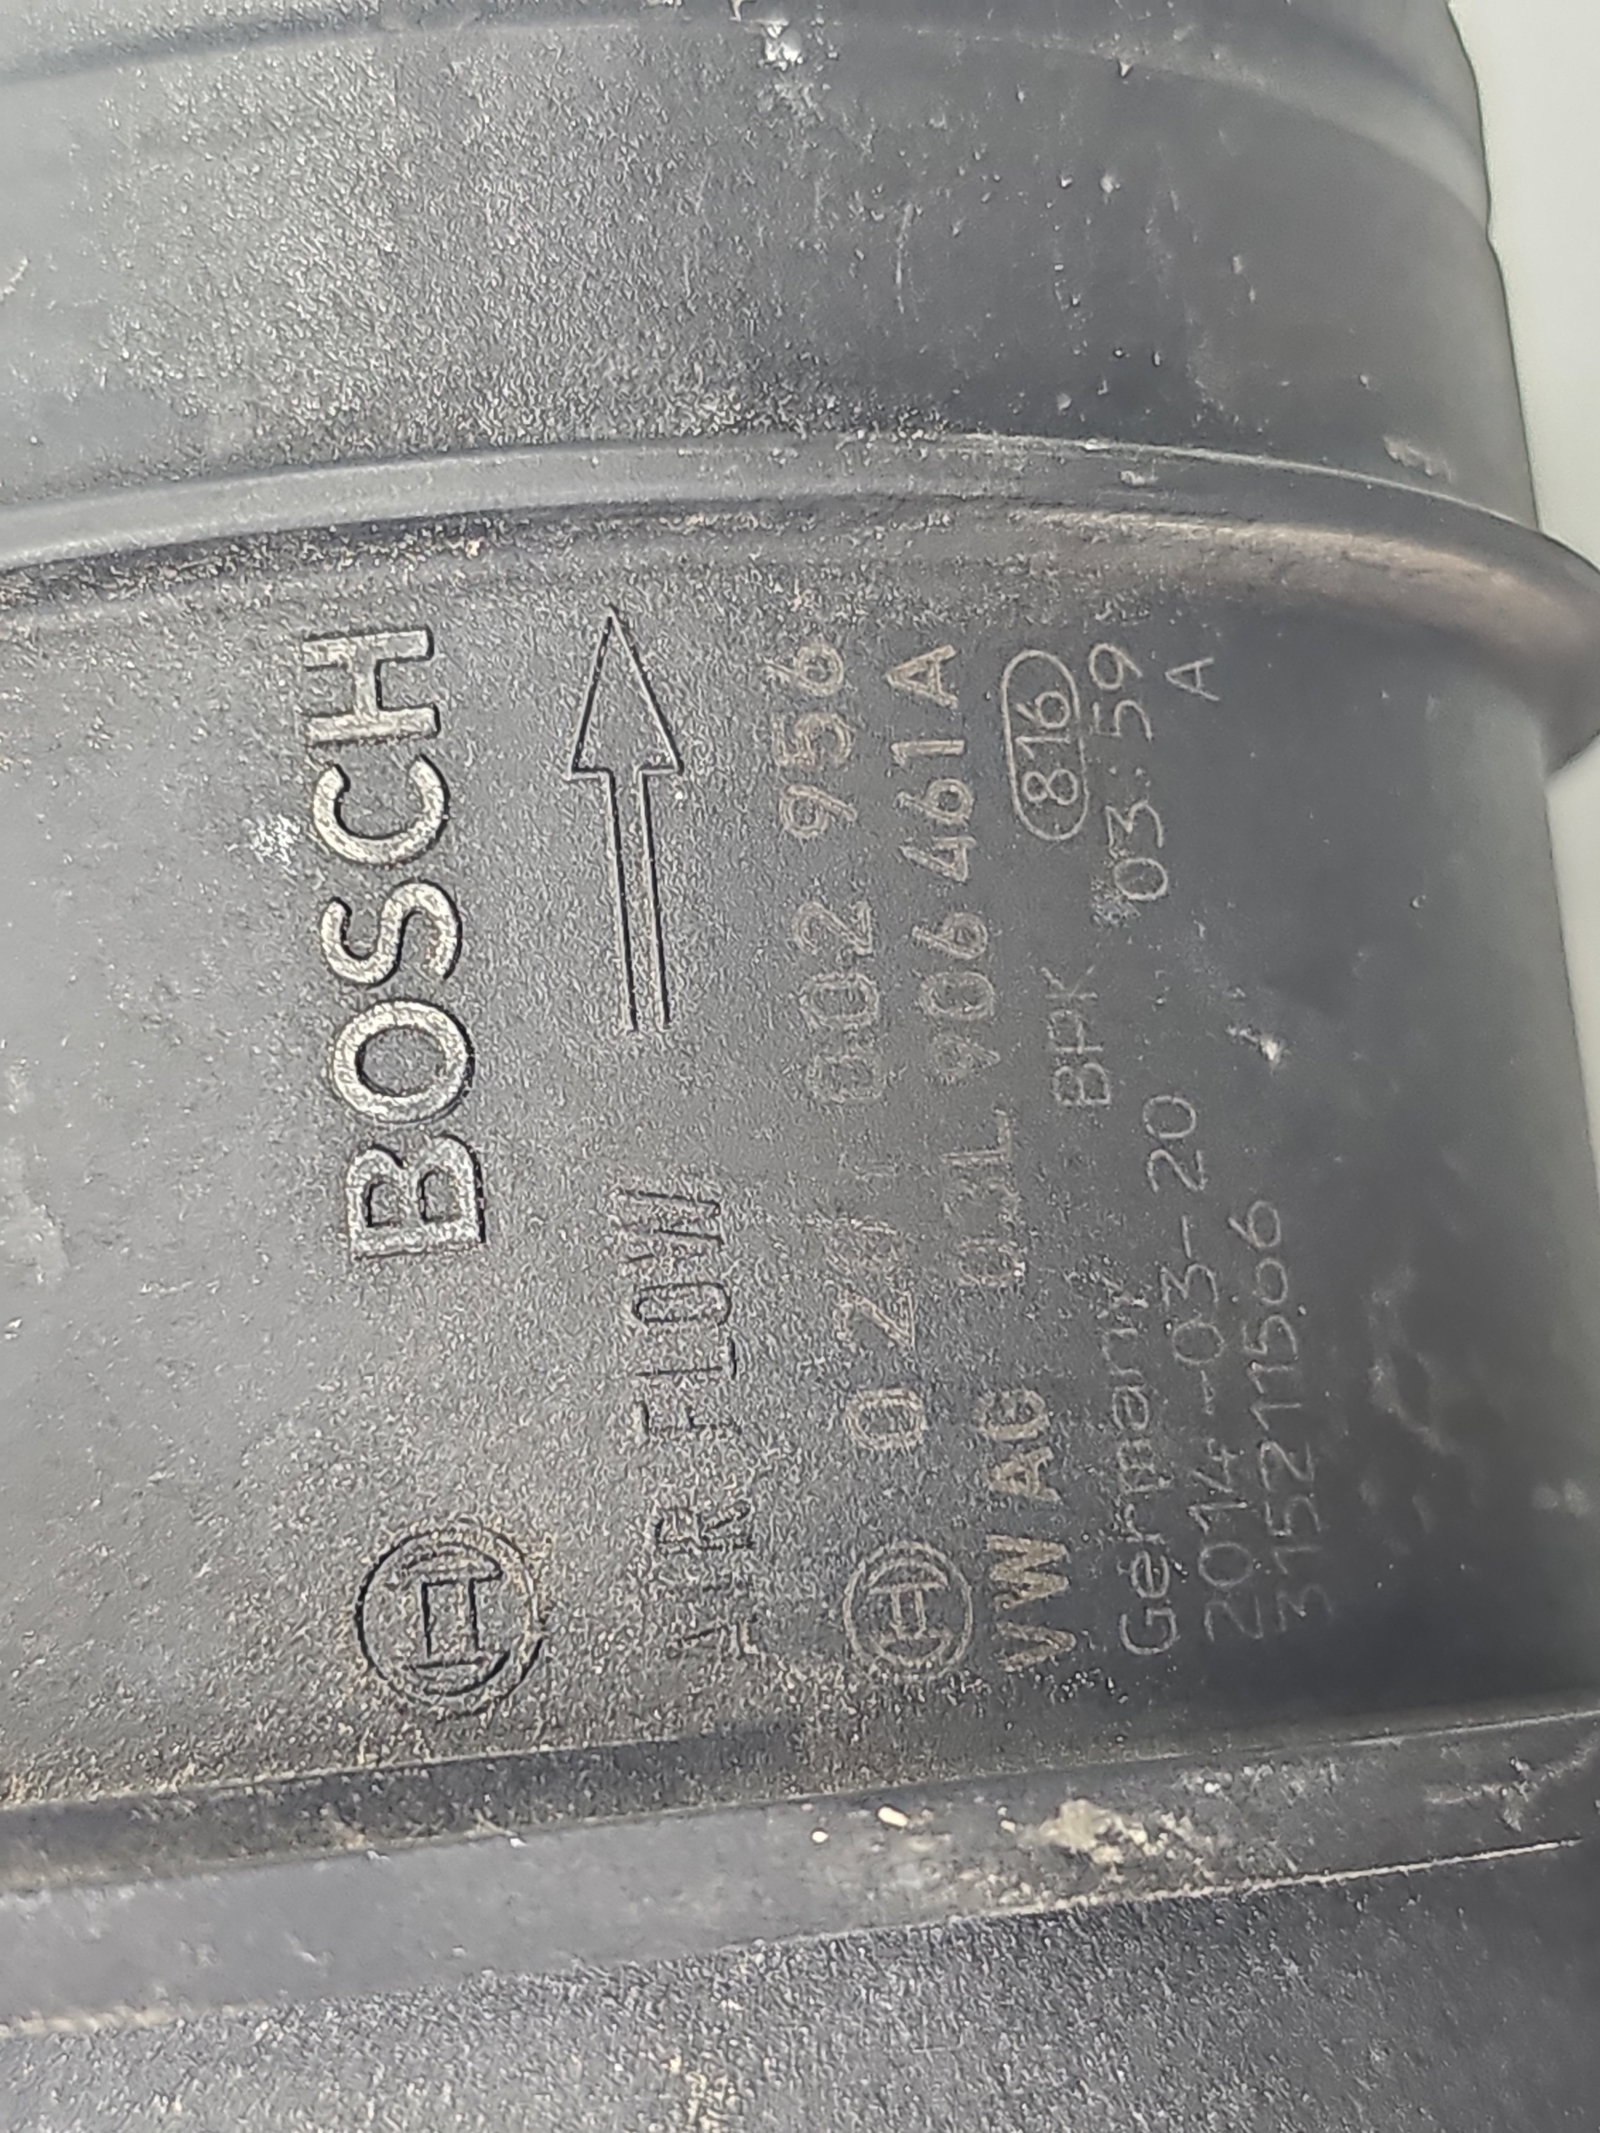 BOSCH
AIR FLOW
0 281 002 956
VW AG 03L 906 461A
BPK 816
Germany 03:59
2014-03-20 A
3152111506